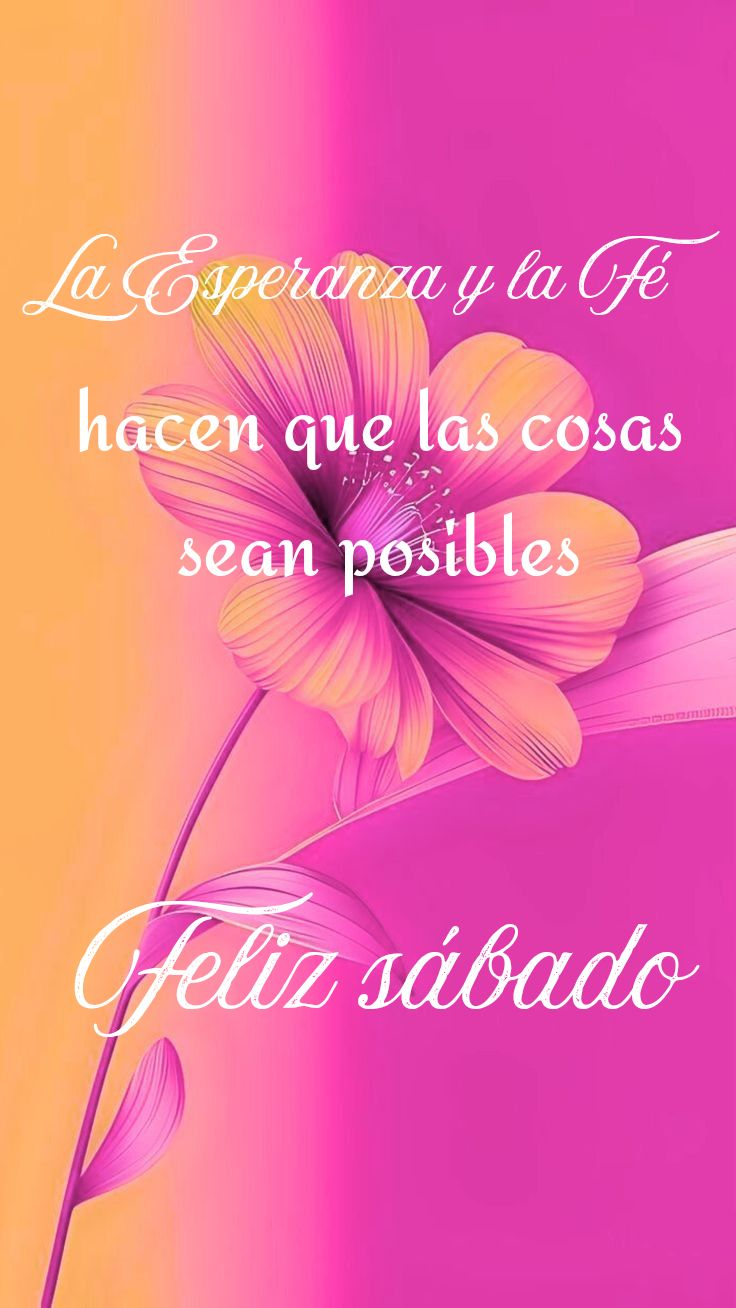 La Esperanza y la Fé
hacen que las cosas
sean posibles
Feliz sábado